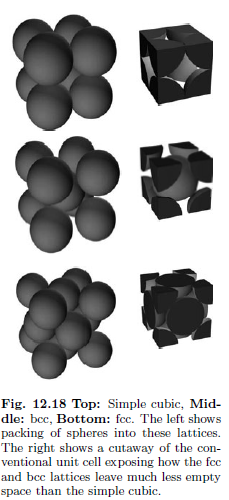 Fig. 12.18 Top: Simple cubic, Mid-
dle: bcc, Bottom: fcc. The left shows
packing of spheres into these lattices.
The right shows a cutaway of the con-
ventional unit cell exposing how the fcc
and bcc lattices leave much less empty
space than the simple cubic.